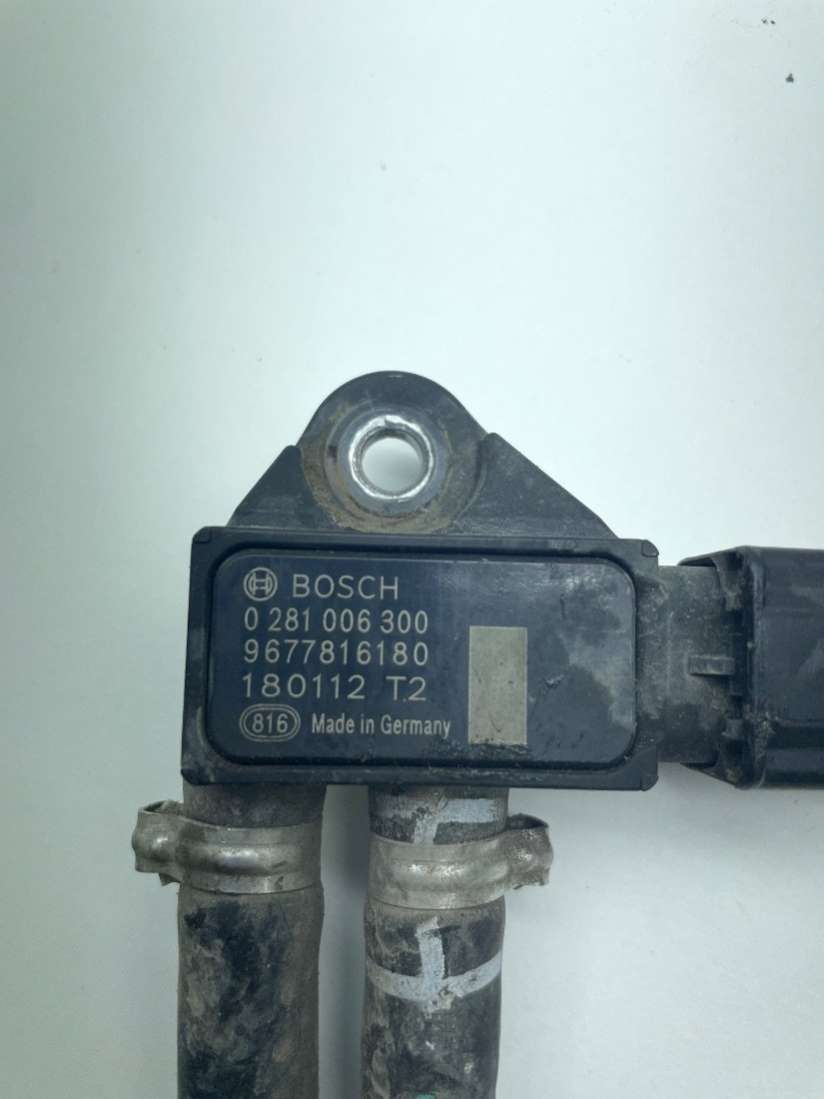 BOSCH
0 281 006 300
9677816180
180112 T2
816 Made in Germany